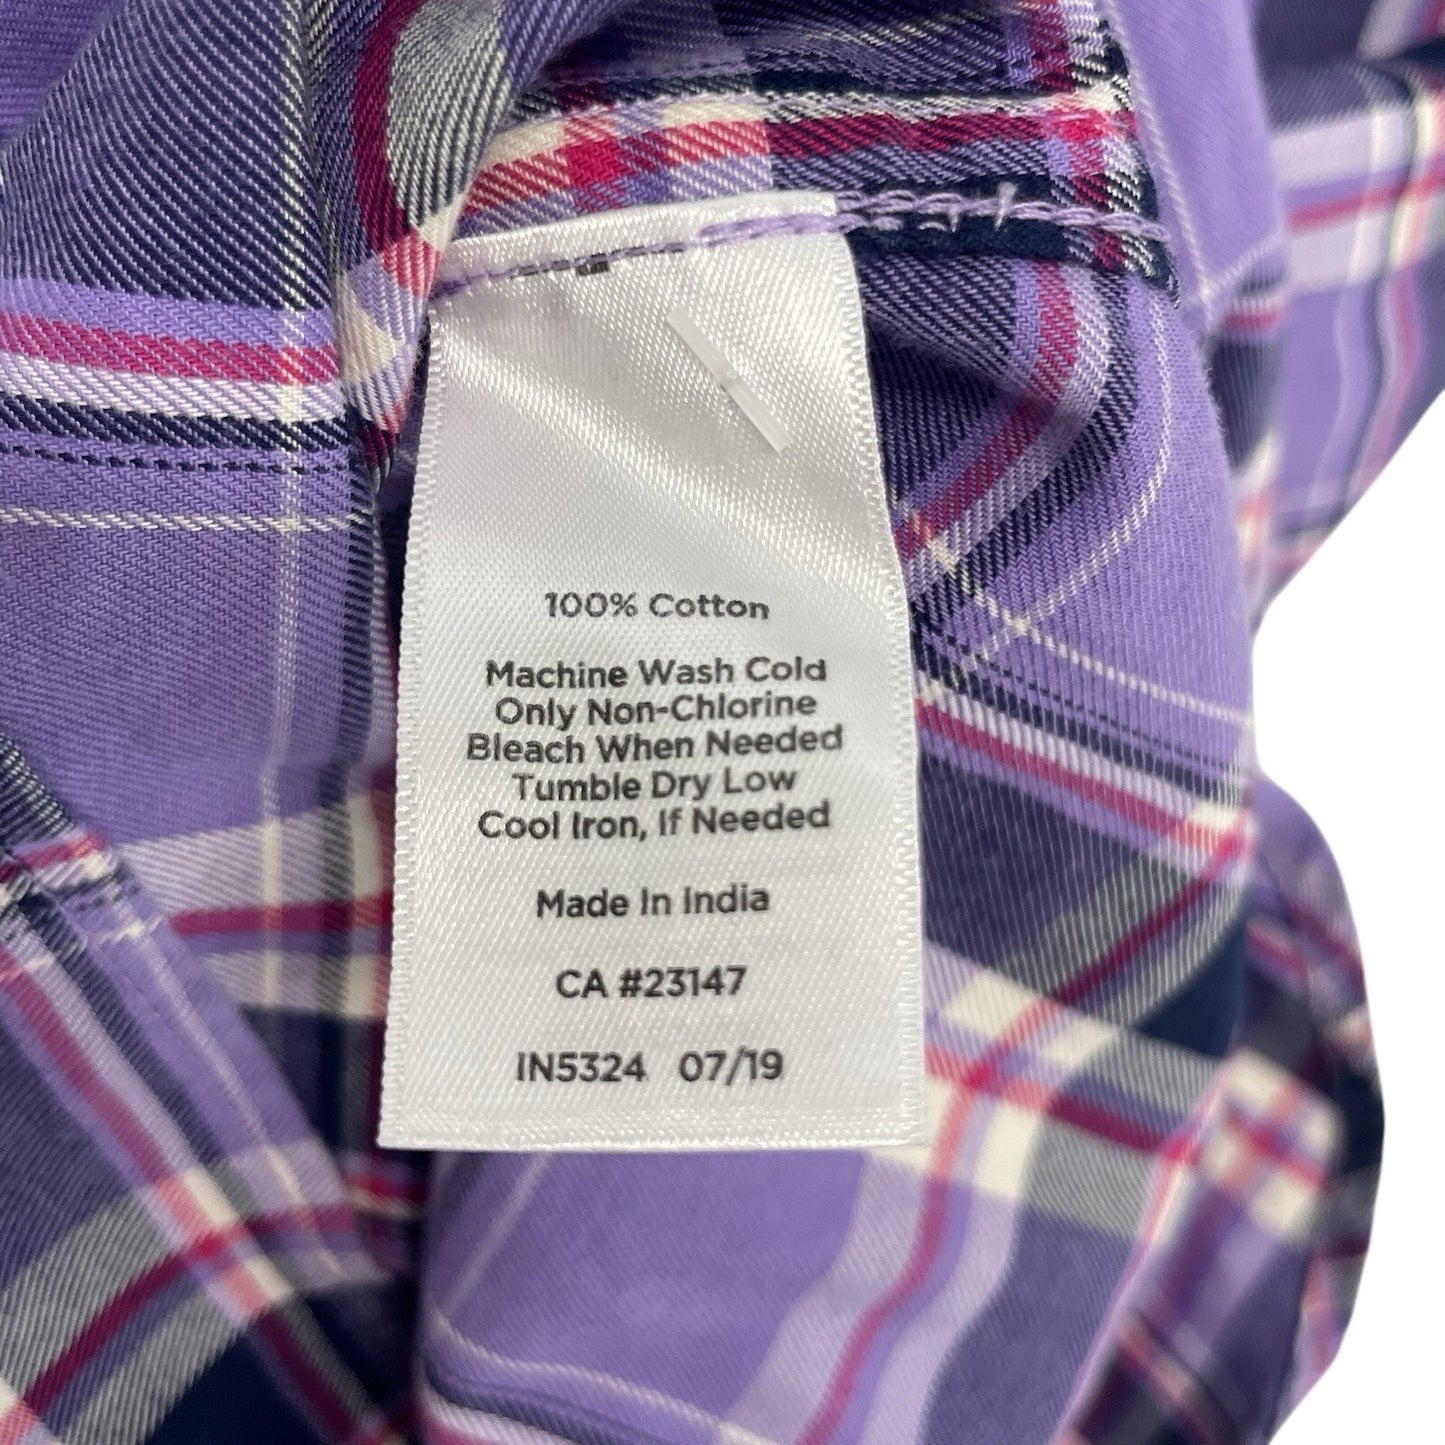 100% Cotton
Machine Wash Cold
Only Non-Chlorine
Bleach When Needed
Tumble Dry Low
Cool Iron, If Needed
Made In India
CA #23147
IN5324 07/19